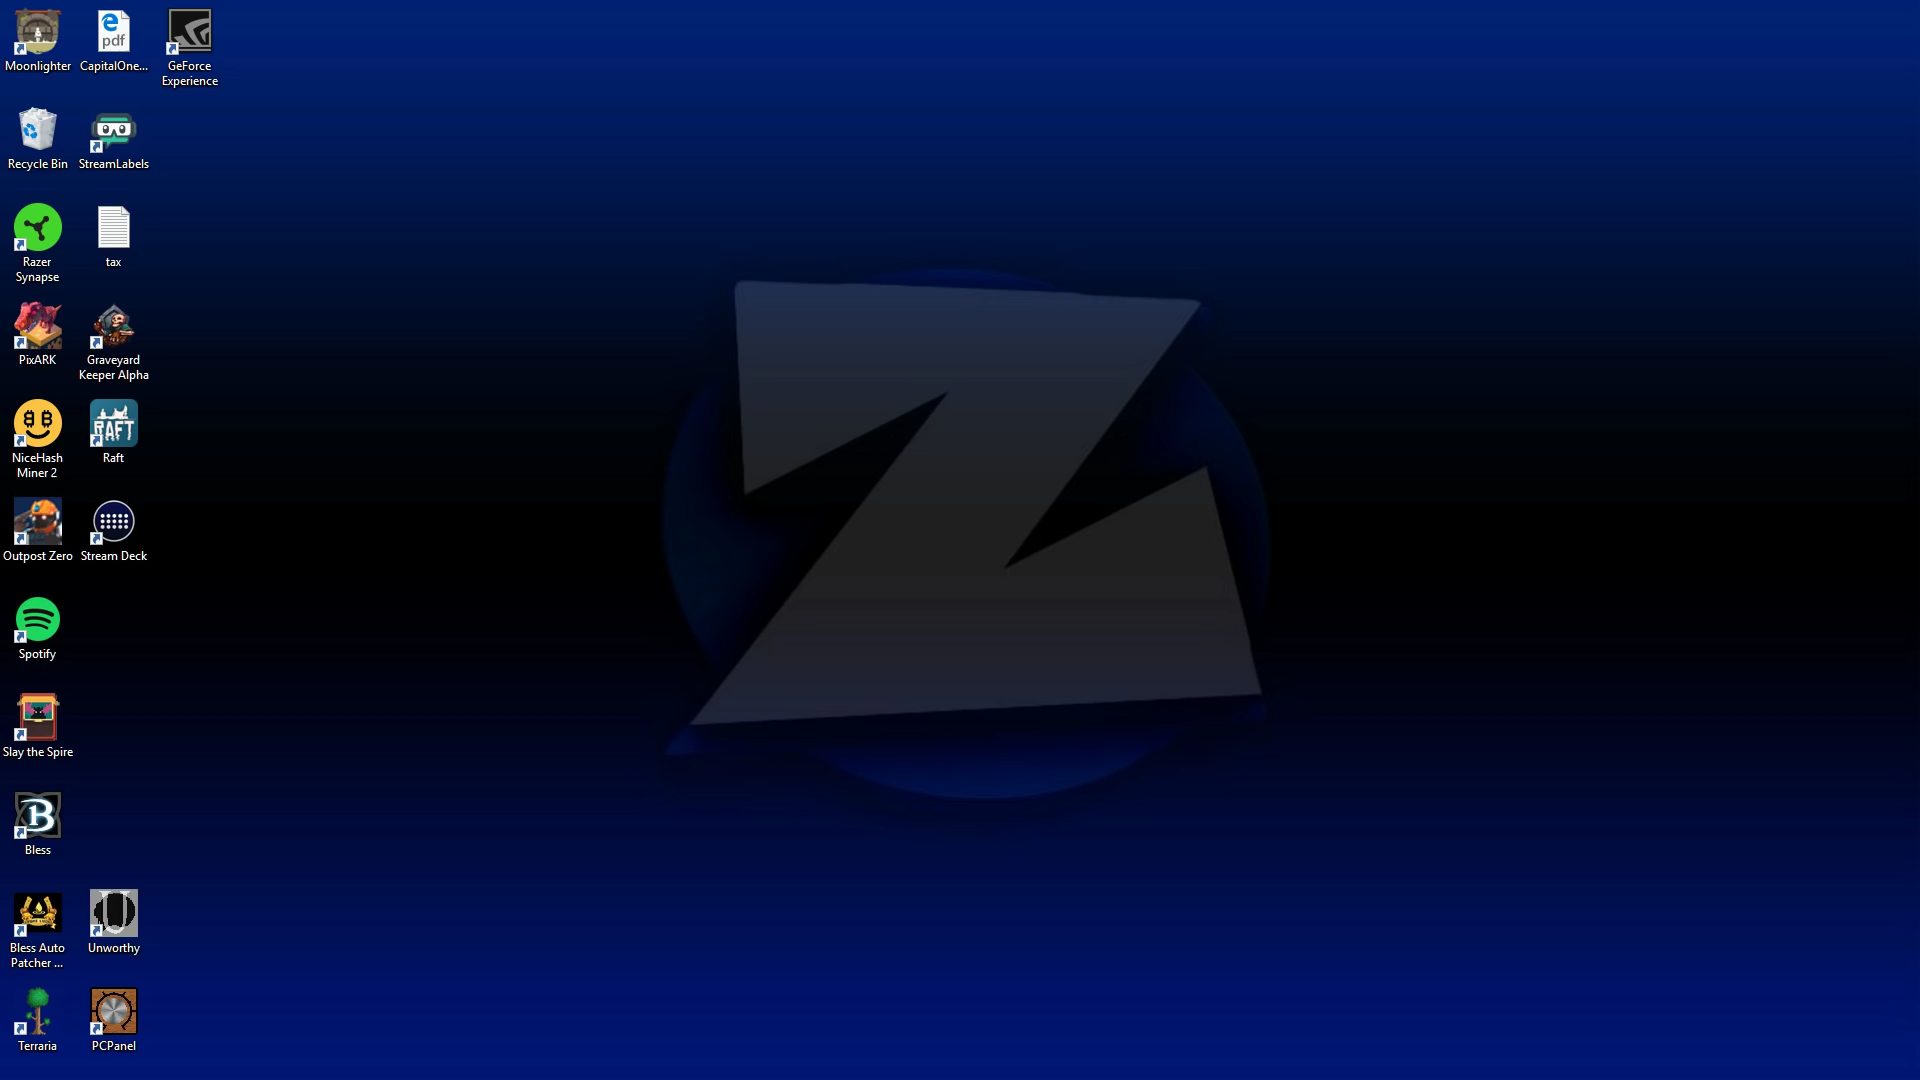 Moonlighter
CapitalOne...
GeForce
Experience
pdf
Recycle Bin
StreamLabels
Razer
Synapse
tax
PixARK
Graveyard
Keeper Alpha
NiceHash
Miner 2
RAFT
Raft
Outpost Zero
Stream Deck
Spotify
Slay the Spire
B
Bless
Bless Auto
Patcher ...
U
Unworthy
Terraria
PCPanel
Z